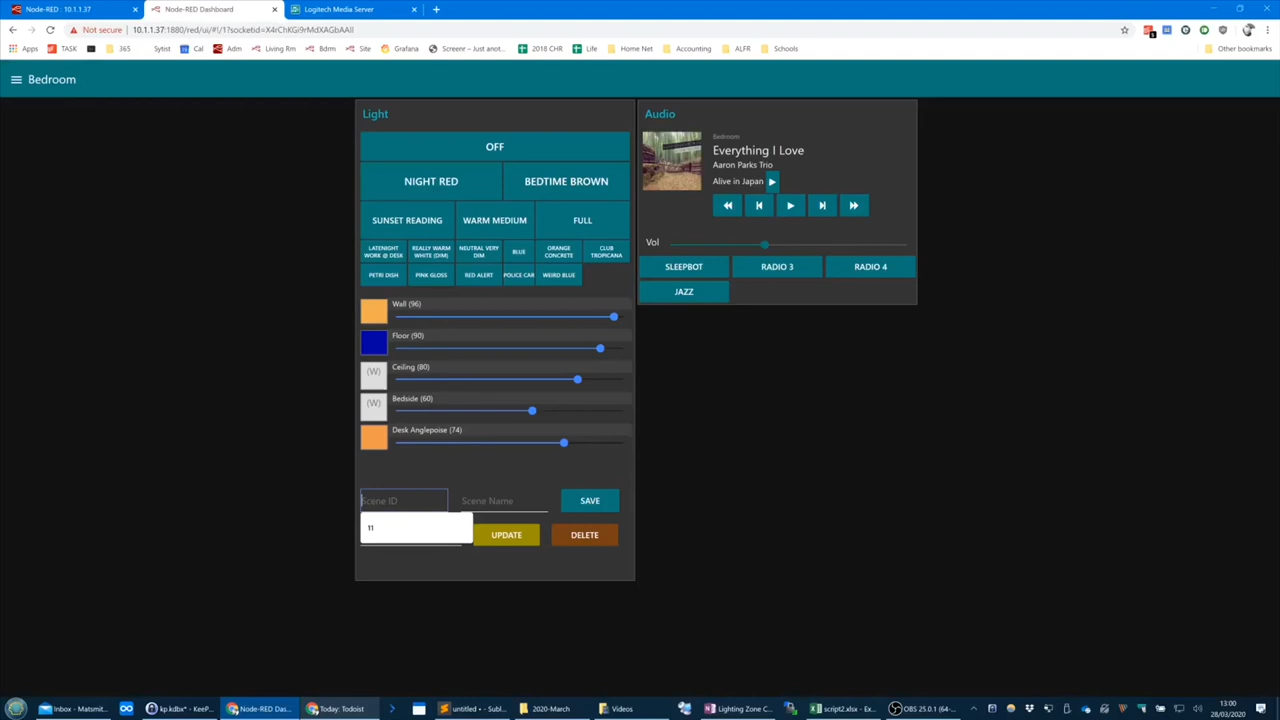 Node-RED : 10.1.1.37
Node-RED Dashboard
Logitech Media Server
Not secure
10.1.1.37:1880/red/ui/#!/1?socketid=X4rChKGi9rMdXAGbAAII
Apps
TASK
365
Sytist
Cal
Adm
Living Rm
Bdrm
Site
Grafana
Screenr – Just anot...
2018 CHR
Life
Home Net
Accounting
ALFR
Schools
Other bookmarks
Bedroom
Light
OFF
NIGHT RED
BEDTIME BROWN
SUNSET READING
WARM MEDIUM
FULL
LATENIGHT WORK @ DESK
REALLY WARM WHITE (DIM)
NEUTRAL VERY DIM
BLUE
ORANGE CONCRETE
CLUB TROPICANA
PETRI DISH
PINK GLOSS
RED ALERT
POLICE CAR
WEIRD BLUE
Wall (96)
Floor (90)
(W)
Ceiling (80)
(W)
Bedside (60)
Desk Anglepoise (74)
Scene ID
Scene Name
SAVE
11
UPDATE
DELETE
Audio
Bedroom
Everything I Love
Aaron Parks Trio
Alive in Japan
Vol
SLEEPBOT
RADIO 3
RADIO 4
JAZZ
Inbox - Matsmit...
kp.kdbx* - KeeP...
Node-RED Das...
Today: Todoist
untitled • - Subl...
2020-March
Videos
Lighting Zone C...
script2.xlsx - Ex...
OBS 25.0.1 (64-...
13:00
28/03/2020